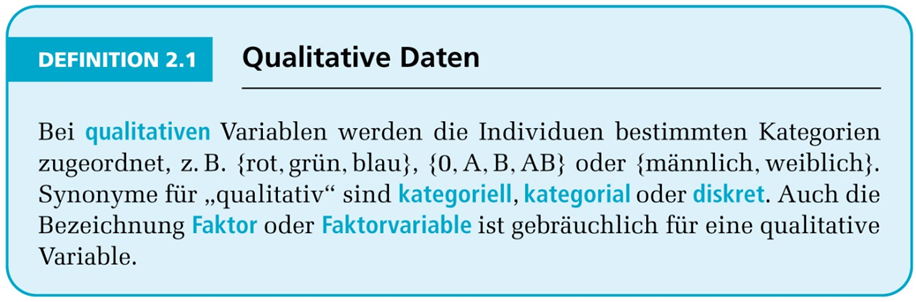 DEFINITION 2.1 Qualitative Daten
Bei qualitativen Variablen werden die Individuen bestimmten Kategorien
zugeordnet, z. B. {rot, grün, blau}, {0, A, B, AB} oder {männlich, weiblich}.
Synonyme für „qualitativ“ sind kategoriell, kategorial oder diskret. Auch die
Bezeichnung Faktor oder Faktorvariable ist gebräuchlich für eine qualitative
Variable.